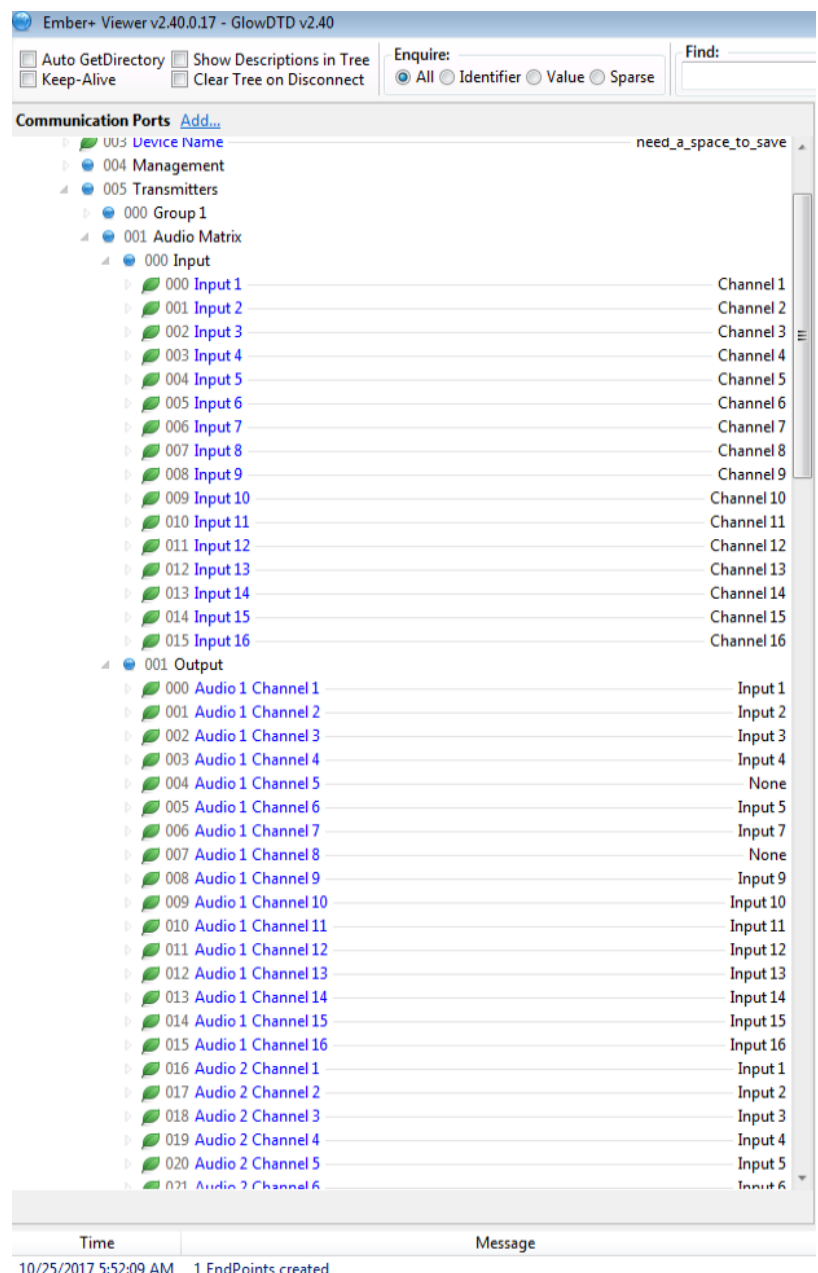 Ember+ Viewer v2.40.0.17 - GlowDTD v2.40
Auto GetDirectory Show Descriptions in Tree
Keep-Alive Clear Tree on Disconnect
Enquire:
All Identifier Value Sparse
Find:
Communication Ports Add...
003 Device Name need_a_space_to_save
004 Management
005 Transmitters
000 Group 1
001 Audio Matrix
000 Input
000 Input 1 Channel 1
001 Input 2 Channel 2
002 Input 3 Channel 3
003 Input 4 Channel 4
004 Input 5 Channel 5
005 Input 6 Channel 6
006 Input 7 Channel 7
007 Input 8 Channel 8
008 Input 9 Channel 9
009 Input 10 Channel 10
010 Input 11 Channel 11
011 Input 12 Channel 12
012 Input 13 Channel 13
013 Input 14 Channel 14
014 Input 15 Channel 15
015 Input 16 Channel 16
001 Output
000 Audio 1 Channel 1 Input 1
001 Audio 1 Channel 2 Input 2
002 Audio 1 Channel 3 Input 3
003 Audio 1 Channel 4 Input 4
004 Audio 1 Channel 5 None
005 Audio 1 Channel 6 Input 5
006 Audio 1 Channel 7 Input 7
007 Audio 1 Channel 8 None
008 Audio 1 Channel 9 Input 9
009 Audio 1 Channel 10 Input 10
010 Audio 1 Channel 11 Input 11
011 Audio 1 Channel 12 Input 12
012 Audio 1 Channel 13 Input 13
013 Audio 1 Channel 14 Input 14
014 Audio 1 Channel 15 Input 15
015 Audio 1 Channel 16 Input 16
016 Audio 2 Channel 1 Input 1
017 Audio 2 Channel 2 Input 2
018 Audio 2 Channel 3 Input 3
019 Audio 2 Channel 4 Input 4
020 Audio 2 Channel 5 Input 5
021 Audio 2 Channel 6 Input 6
Time Message
10/25/2017 5:52:09 AM 1 EndPoints created